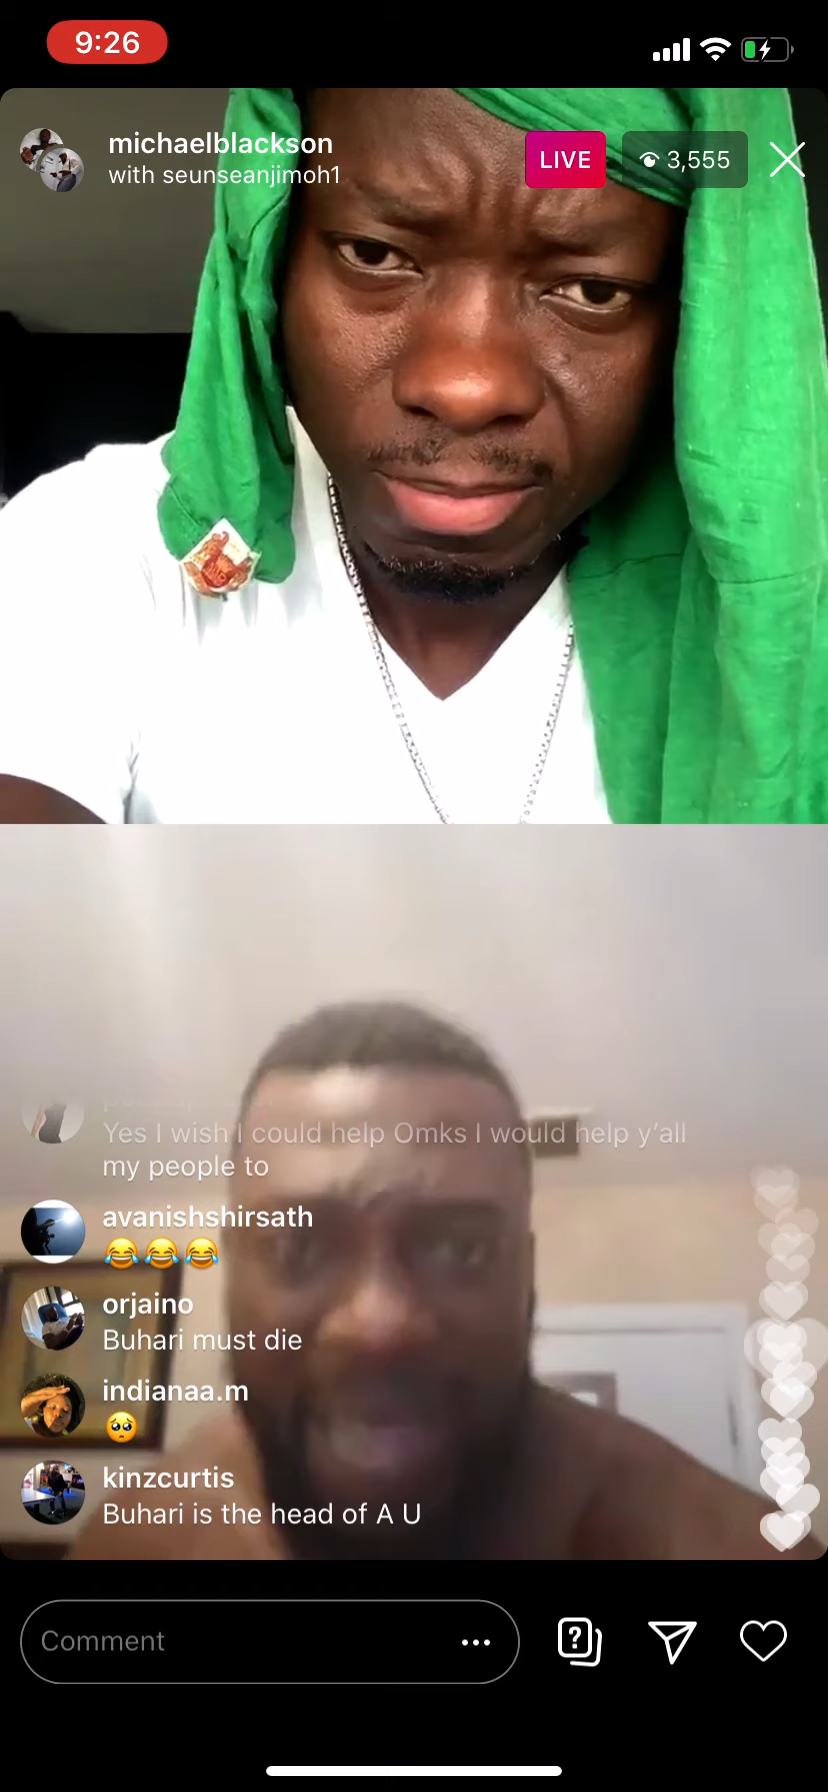 9:26
michaelblackson
with seunseanjimoh1
LIVE
3,555
Yes I wish I could help Omks I would help y'all
my people to
avanishshirsath
😂😂😂
orjaino
Buhari must die
indianaa.m
🥺
kinzcurtis
Buhari is the head of A U
Comment